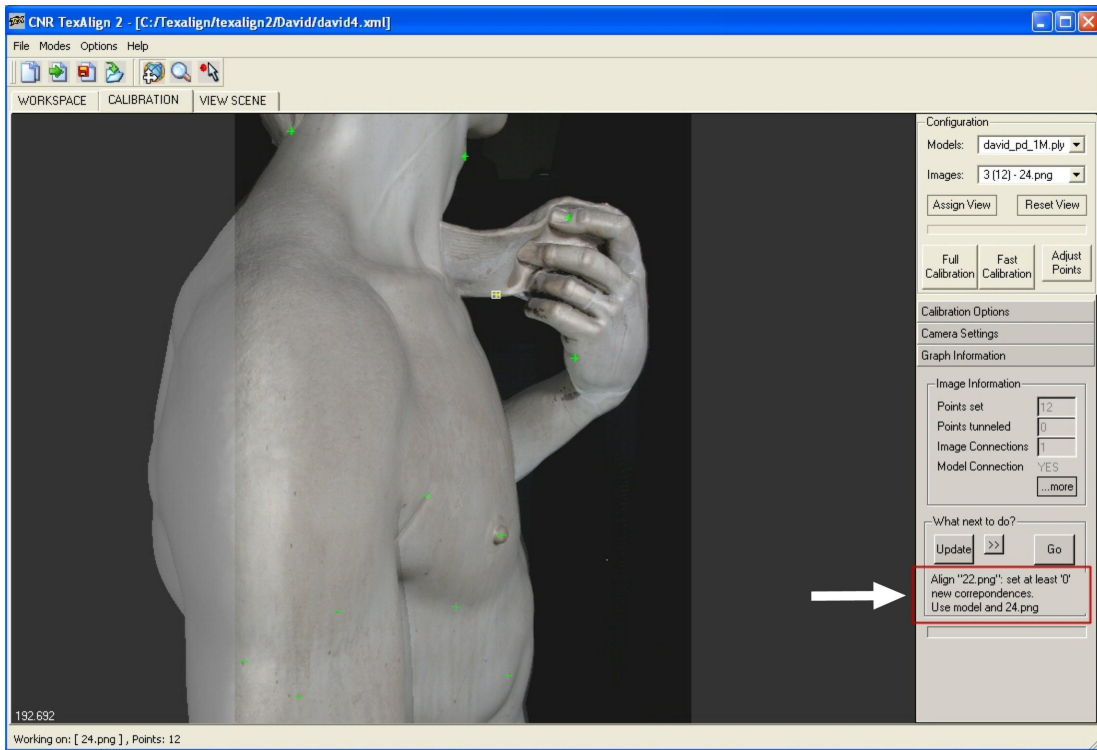 CNR TexAlign 2 - [C:/Texalign/texalign2/David/david4.xml]
File Modes Options Help
WORKSPACE CALIBRATION VIEW SCENE
Configuration
Models: david_pd_1M.ply
Images: 3 (12) - 24.png
Assign View Reset View
Full Calibration Fast Calibration Adjust Points
Calibration Options
Camera Settings
Graph Information
Image Information
Points set 12
Points tunneled 0
Image Connections 1
Model Connection YES
...more
What next to do?
Update >> Go
Align "22.png": set at least '0'
new correpondences.
Use model and 24.png
192.692
Working on: [ 24.png ] , Points: 12